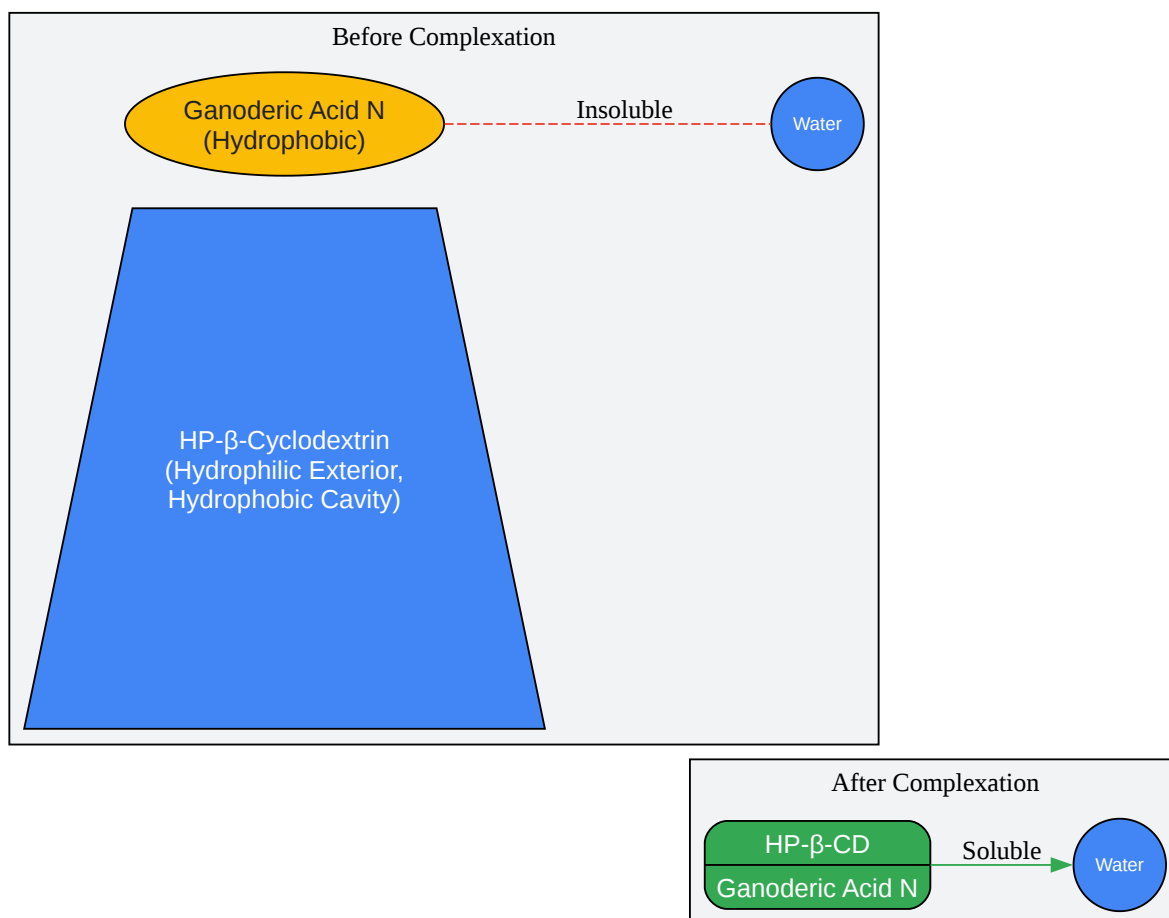 Before Complexation
Ganoderic Acid N
(Hydrophobic)
Insoluble
Water
HP-β-Cyclodextrin
(Hydrophilic Exterior,
Hydrophobic Cavity)
After Complexation
HP-β-CD
Ganoderic Acid N
Soluble
Water